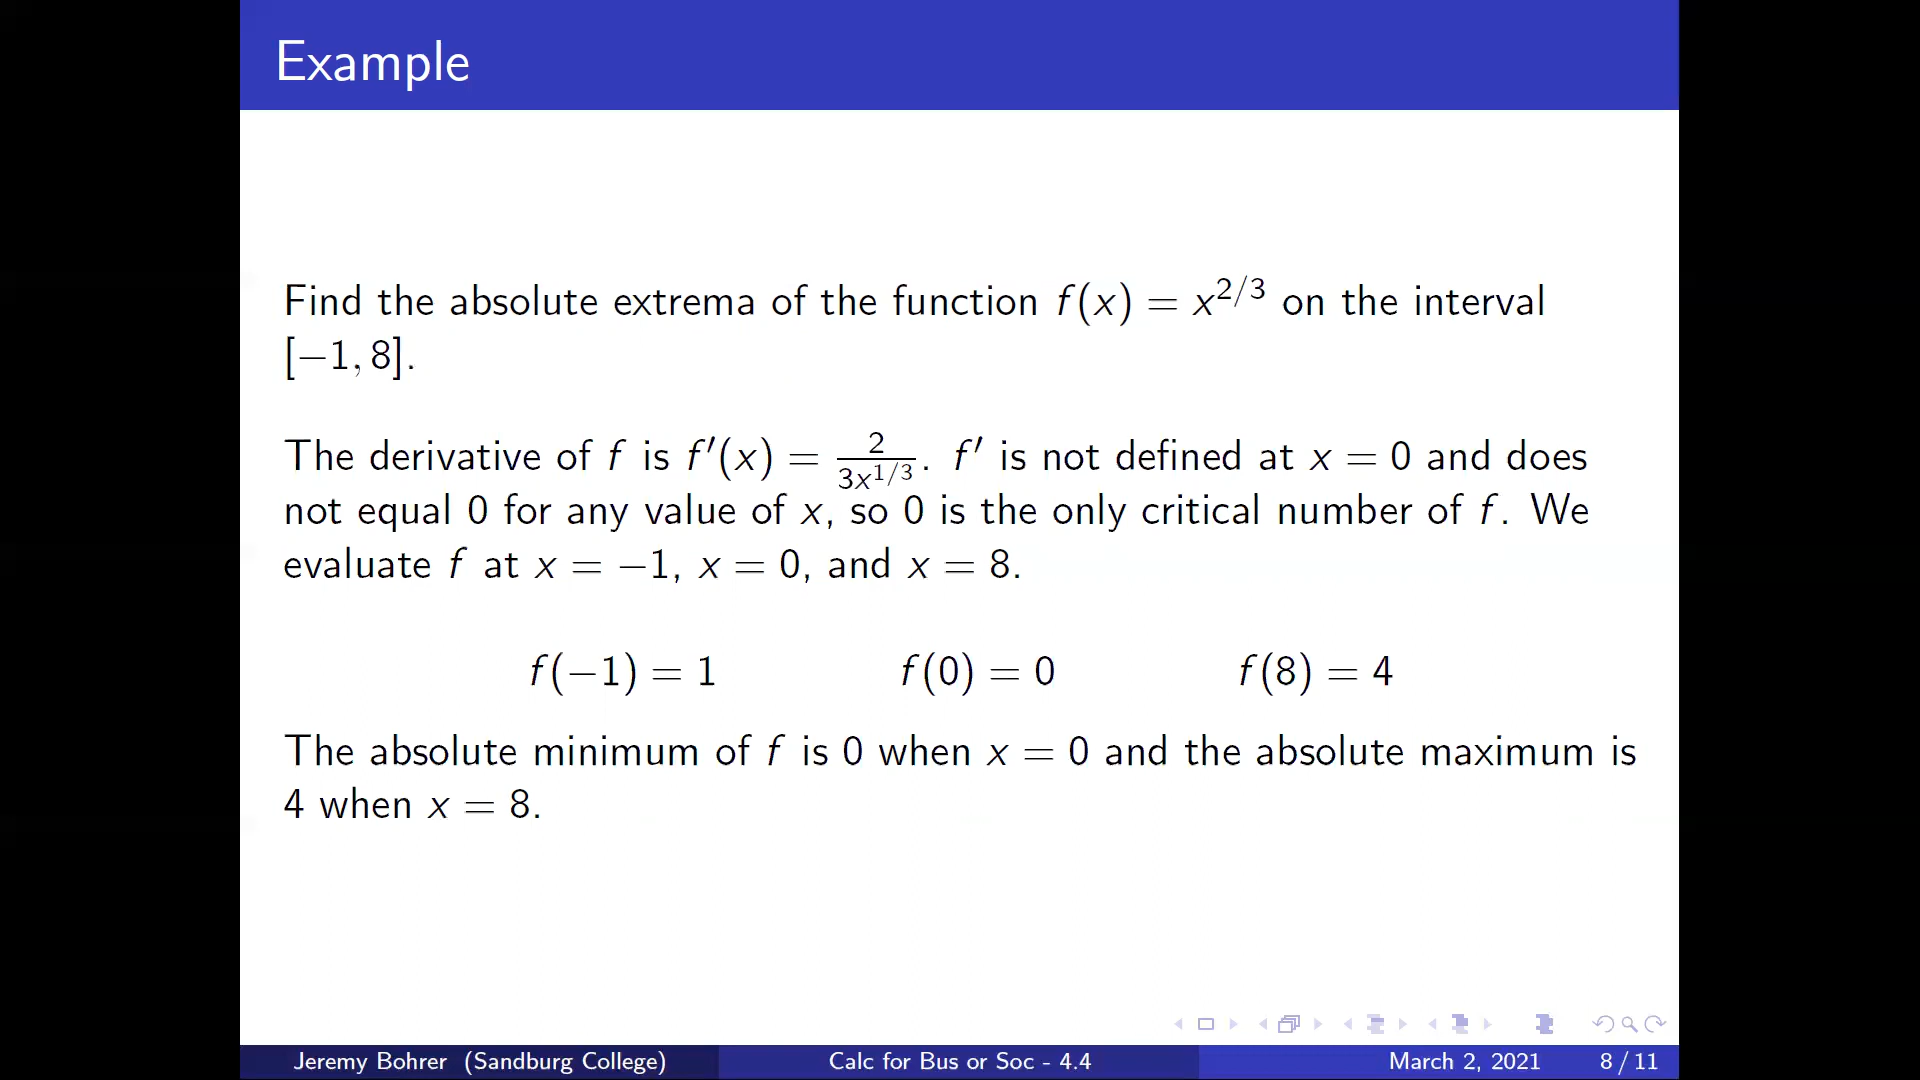 Example
Find the absolute extrema of the function f(x) = x^{2/3} on the interval
[−1, 8].
The derivative of f is f′(x) = \frac{2}{3x^{1/3}}. f′ is not defined at x = 0 and does
not equal 0 for any value of x, so 0 is the only critical number of f. We
evaluate f at x = −1, x = 0, and x = 8.
f(−1) = 1 f(0) = 0 f(8) = 4
The absolute minimum of f is 0 when x = 0 and the absolute maximum is
4 when x = 8.
Jeremy Bohrer (Sandburg College) Calc for Bus or Soc - 4.4 March 2, 2021 8 / 11